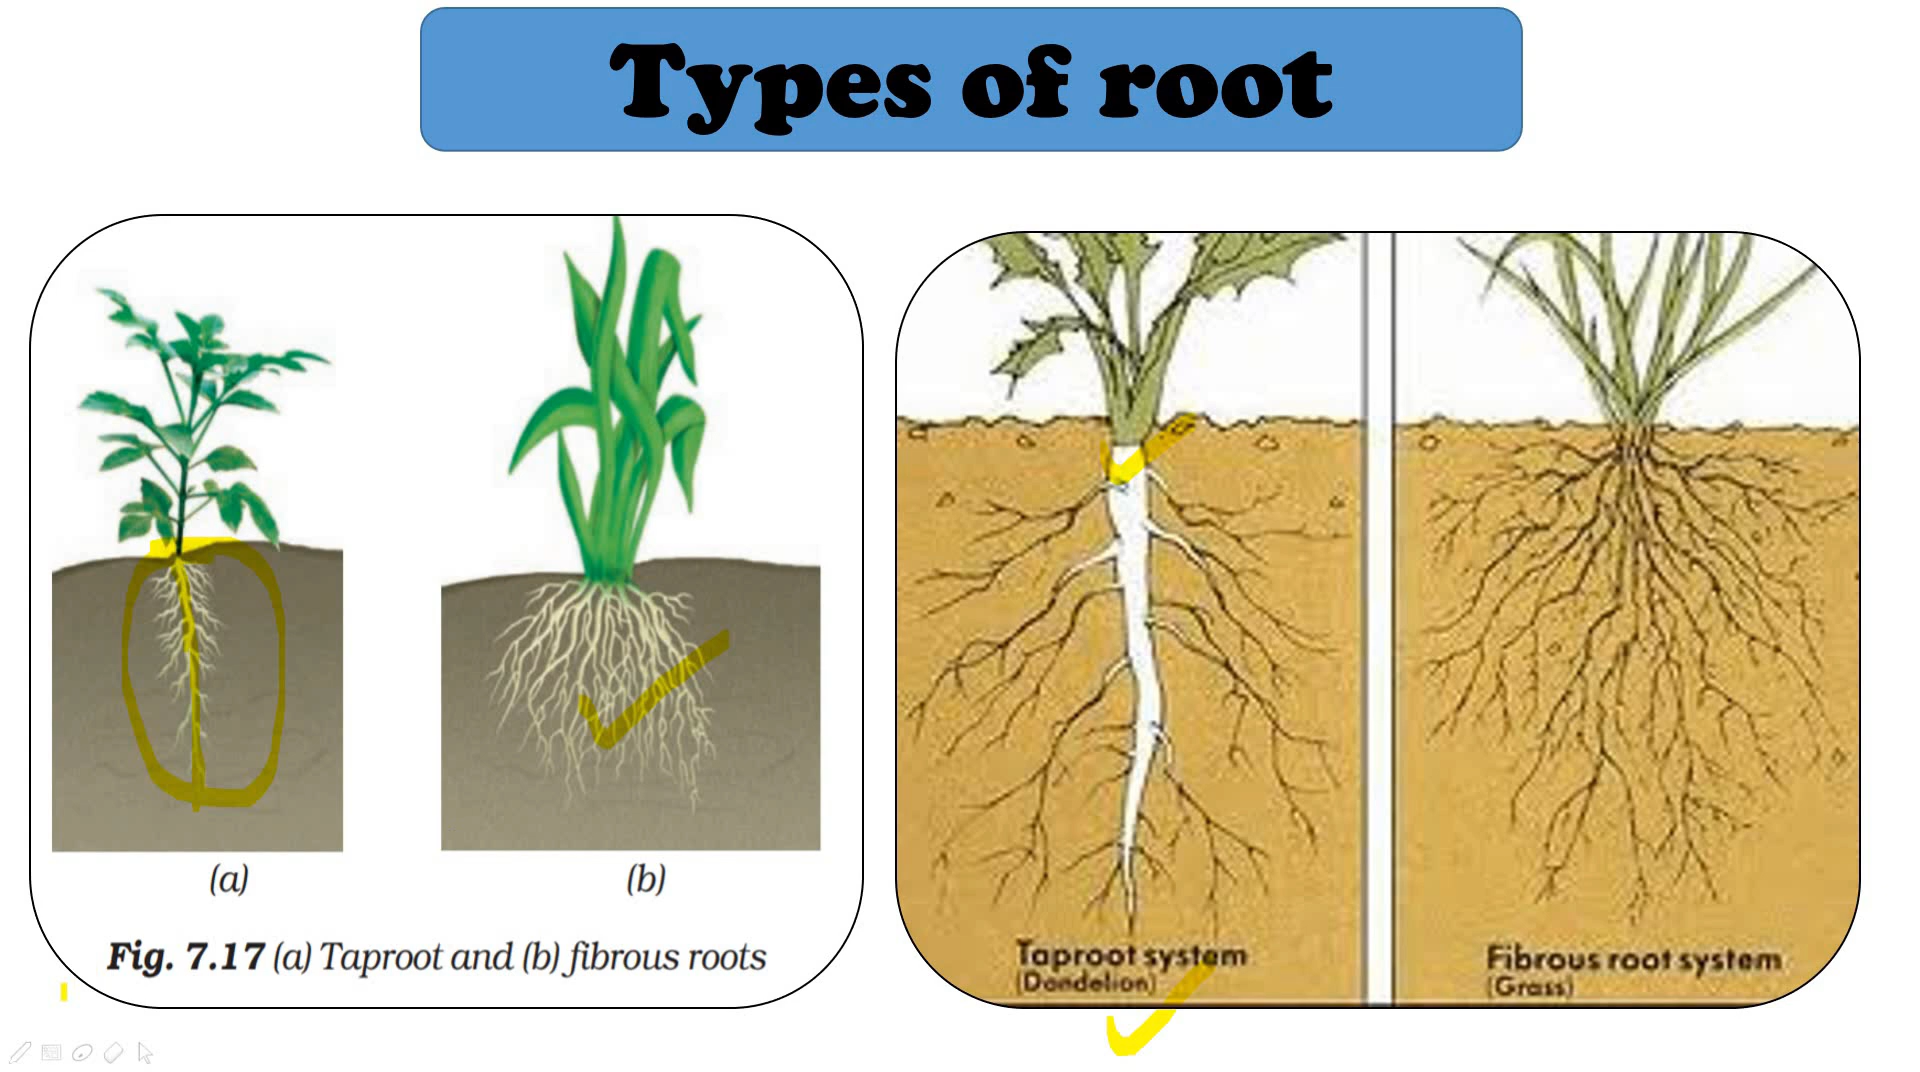 Types of root
(a)
(b)
Fig. 7.17 (a) Taproot and (b) fibrous roots
Taproot system
(Dandelion)
Fibrous root system
(Grass)